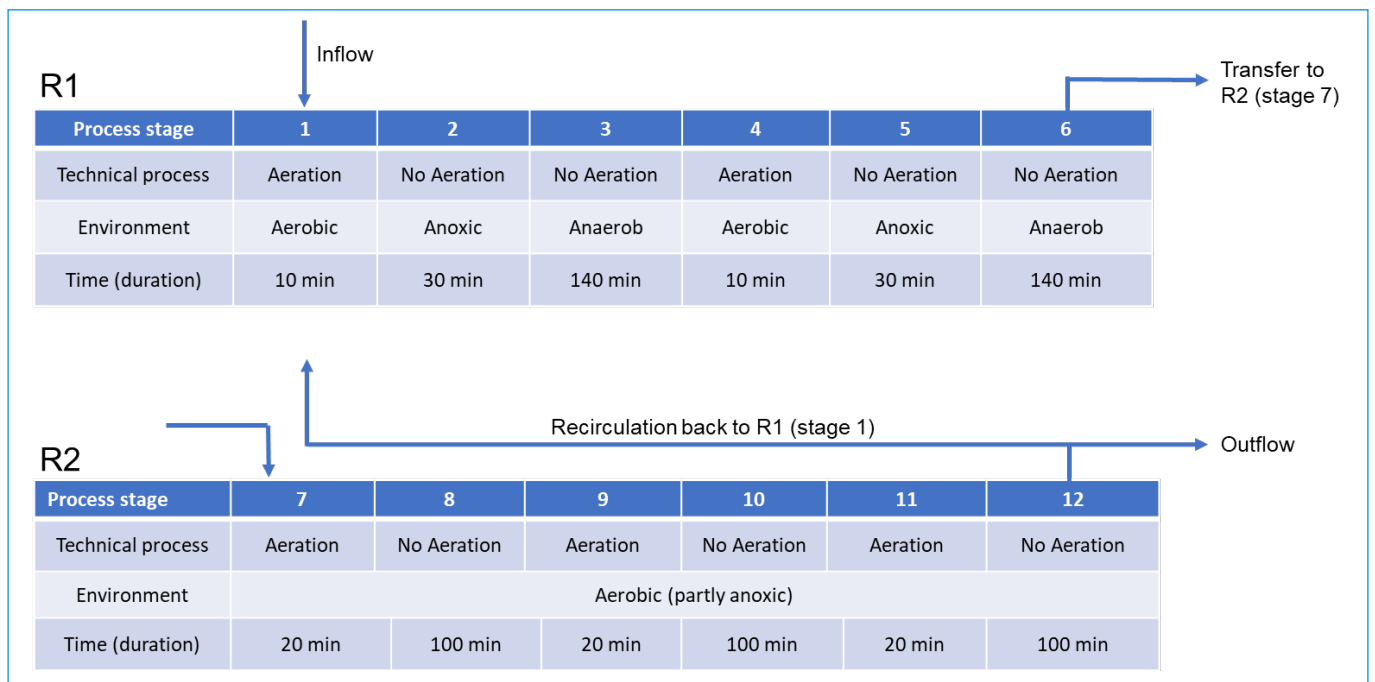 Inflow
Transfer to
R2 (stage 7)
R1
Process stage 1 2 3 4 5 6
Technical process Aeration No Aeration No Aeration Aeration No Aeration No Aeration
Environment Aerobic Anoxic Anaerob Aerobic Anoxic Anaerob
Time (duration) 10 min 30 min 140 min 10 min 30 min 140 min
Recirculation back to R1 (stage 1)
Outflow
R2
Process stage 7 8 9 10 11 12
Technical process Aeration No Aeration Aeration No Aeration Aeration No Aeration
Environment Aerobic (partly anoxic)
Time (duration) 20 min 100 min 20 min 100 min 20 min 100 min